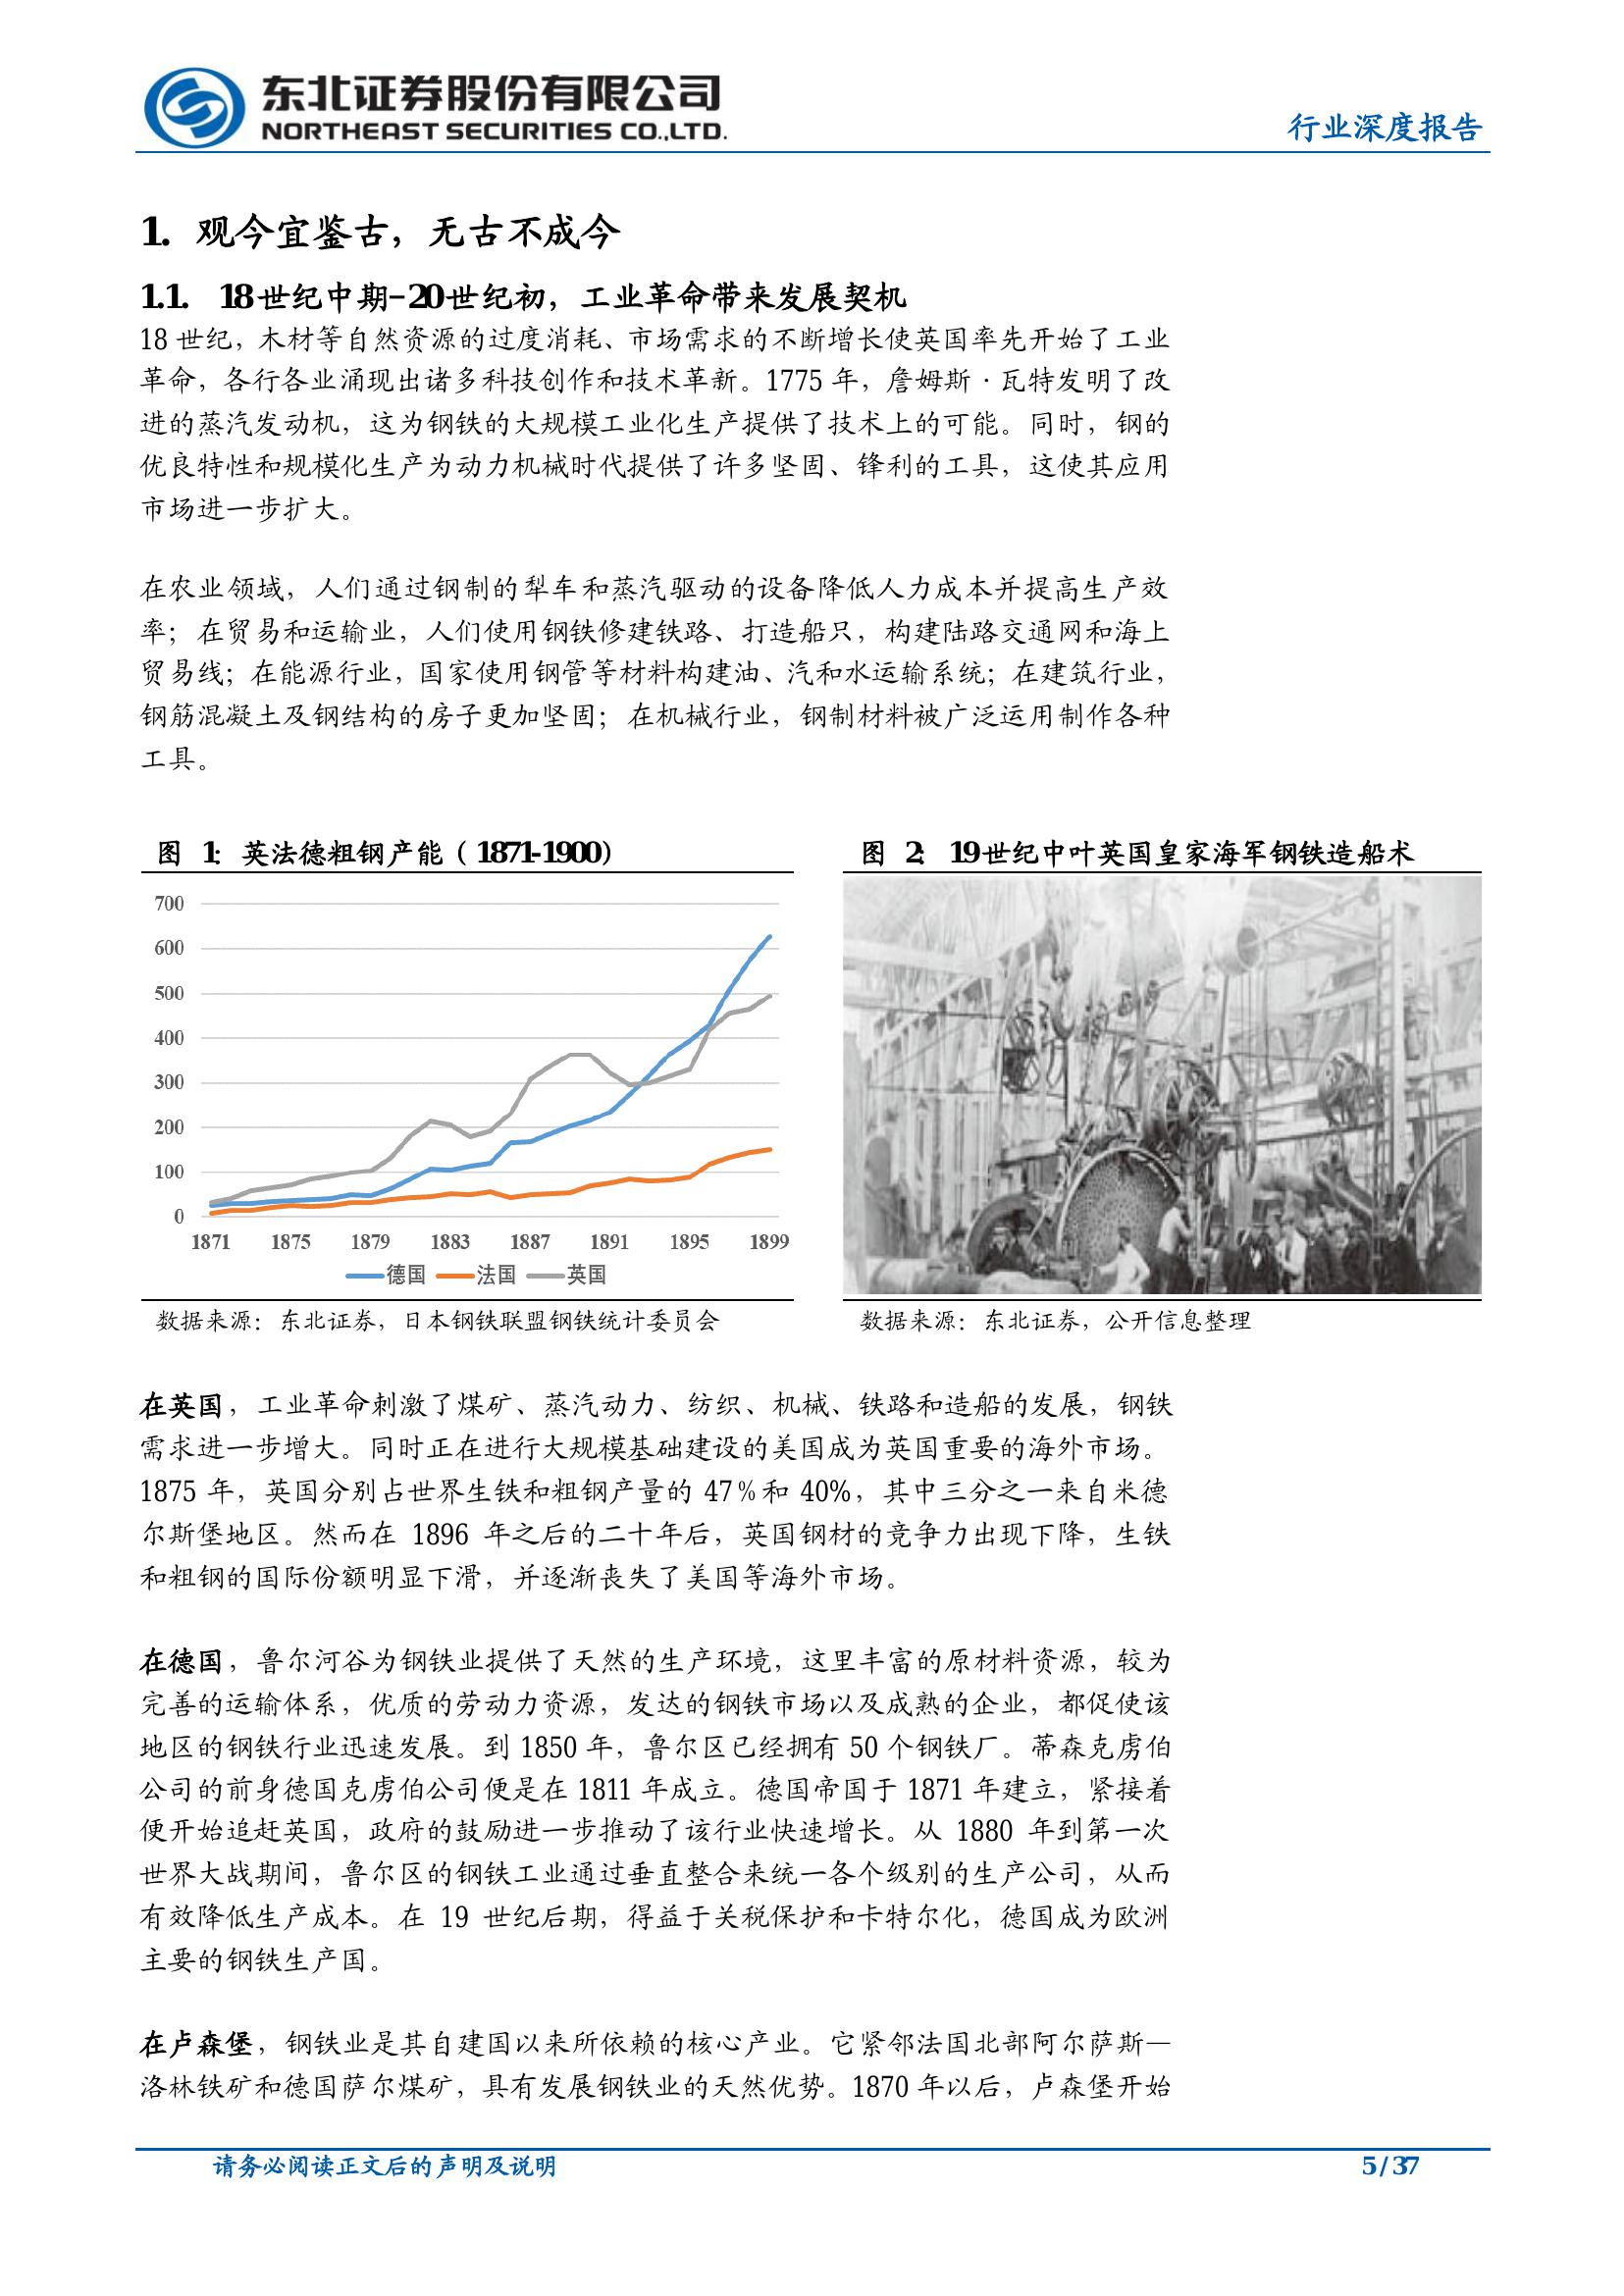 东北证券股份有限公司
NORTHEAST SECURITIES CO.,LTD.
行业深度报告
1. 观今宜鉴古，无古不成今
1.1. 18世纪中期-20世纪初，工业革命带来发展契机
18 世纪，木材等自然资源的过度消耗、市场需求的不断增长使英国率先开始了工业
革命，各行各业涌现出诸多科技创作和技术革新。1775 年，詹姆斯·瓦特发明了改
进的蒸汽发动机，这为钢铁的大规模工业化生产提供了技术上的可能。同时，钢的
优良特性和规模化生产为动力机械时代提供了许多坚固、锋利的工具，这使其应用
市场进一步扩大。
在农业领域，人们通过钢制的犁车和蒸汽驱动的设备降低人力成本并提高生产效
率；在贸易和运输业，人们使用钢铁修建铁路、打造船只，构建陆路交通网和海上
贸易线；在能源行业，国家使用钢管等材料构建油、汽和水运输系统；在建筑行业，
钢筋混凝土及钢结构的房子更加坚固；在机械行业，钢制材料被广泛运用制作各种
工具。
图 1：英法德粗钢产能（1871-1900）
700
600
500
400
300
200
100
0
1871 1875 1879 1883 1887 1891 1895 1899
德国 法国 英国
数据来源：东北证券，日本钢铁联盟钢铁统计委员会
图 2：19世纪中叶英国皇家海军钢铁造船术
数据来源：东北证券，公开信息整理
在英国，工业革命刺激了煤矿、蒸汽动力、纺织、机械、铁路和造船的发展，钢铁
需求进一步增大。同时正在进行大规模基础建设的美国成为英国重要的海外市场。
1875 年，英国分别占世界生铁和粗钢产量的 47%和 40%，其中三分之一来自米德
尔斯堡地区。然而在 1896 年之后的二十年后，英国钢材的竞争力出现下降，生铁
和粗钢的国际份额明显下滑，并逐渐丧失了美国等海外市场。
在德国，鲁尔河谷为钢铁业提供了天然的生产环境，这里丰富的原材料资源，较为
完善的运输体系，优质的劳动力资源，发达的钢铁市场以及成熟的企业，都促使该
地区的钢铁行业迅速发展。到 1850 年，鲁尔区已经拥有 50 个钢铁厂。蒂森克虏伯
公司的前身德国克虏伯公司便是在 1811 年成立。德国帝国于 1871 年建立，紧接着
便开始追赶英国，政府的鼓励进一步推动了该行业快速增长。从 1880 年到第一次
世界大战期间，鲁尔区的钢铁工业通过垂直整合来统一各个级别的生产公司，从而
有效降低生产成本。在 19 世纪后期，得益于关税保护和卡特尔化，德国成为欧洲
主要的钢铁生产国。
在卢森堡，钢铁业是其自建国以来所依赖的核心产业。它紧邻法国北部阿尔萨斯—
洛林铁矿和德国萨尔煤矿，具有发展钢铁业的天然优势。1870 年以后，卢森堡开始
请务必阅读正文后的声明及说明
5 / 37